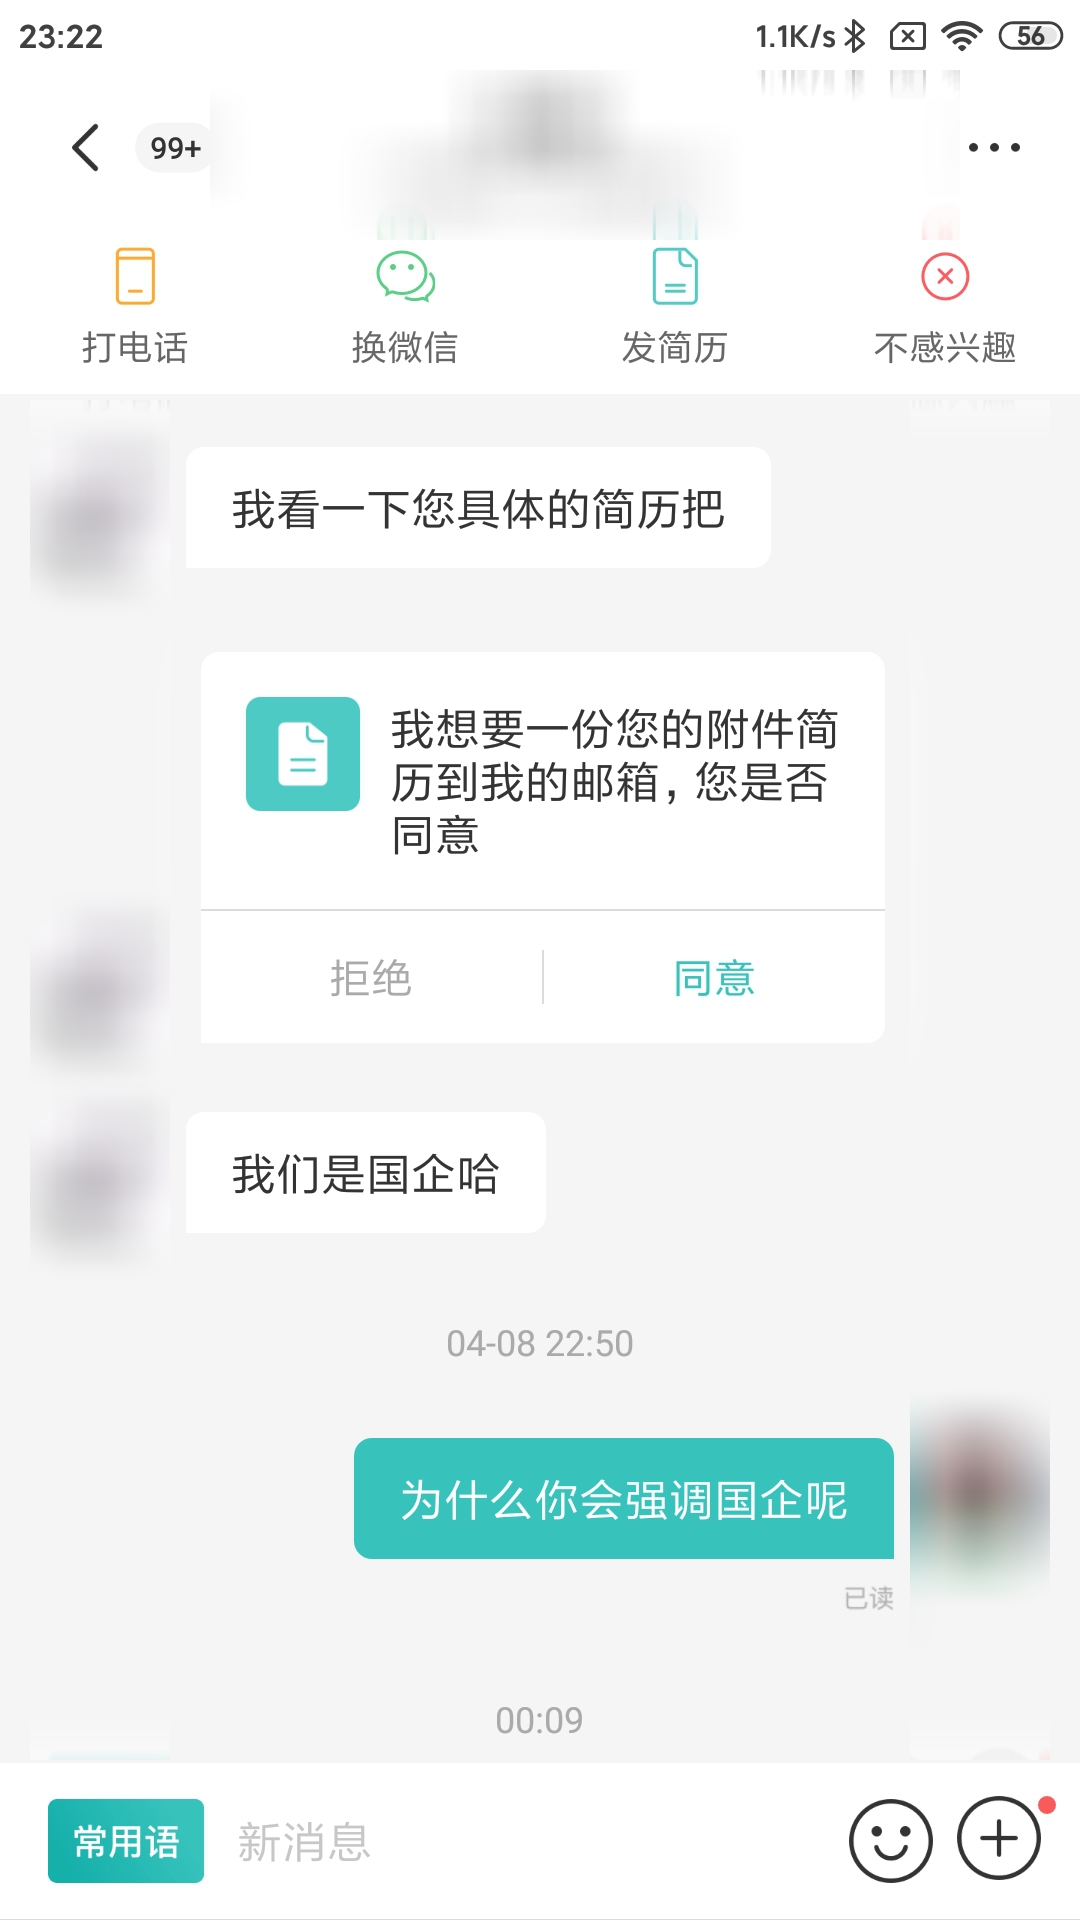 23:22
1.1K/s
56
99+
打电话
换微信
发简历
不感兴趣
我看一下您具体的简历把
我想要一份您的附件简
历到我的邮箱，您是否
同意
拒绝
同意
我们是国企哈
04-08 22:50
为什么你会强调国企呢
已读
00:09
常用语
新消息